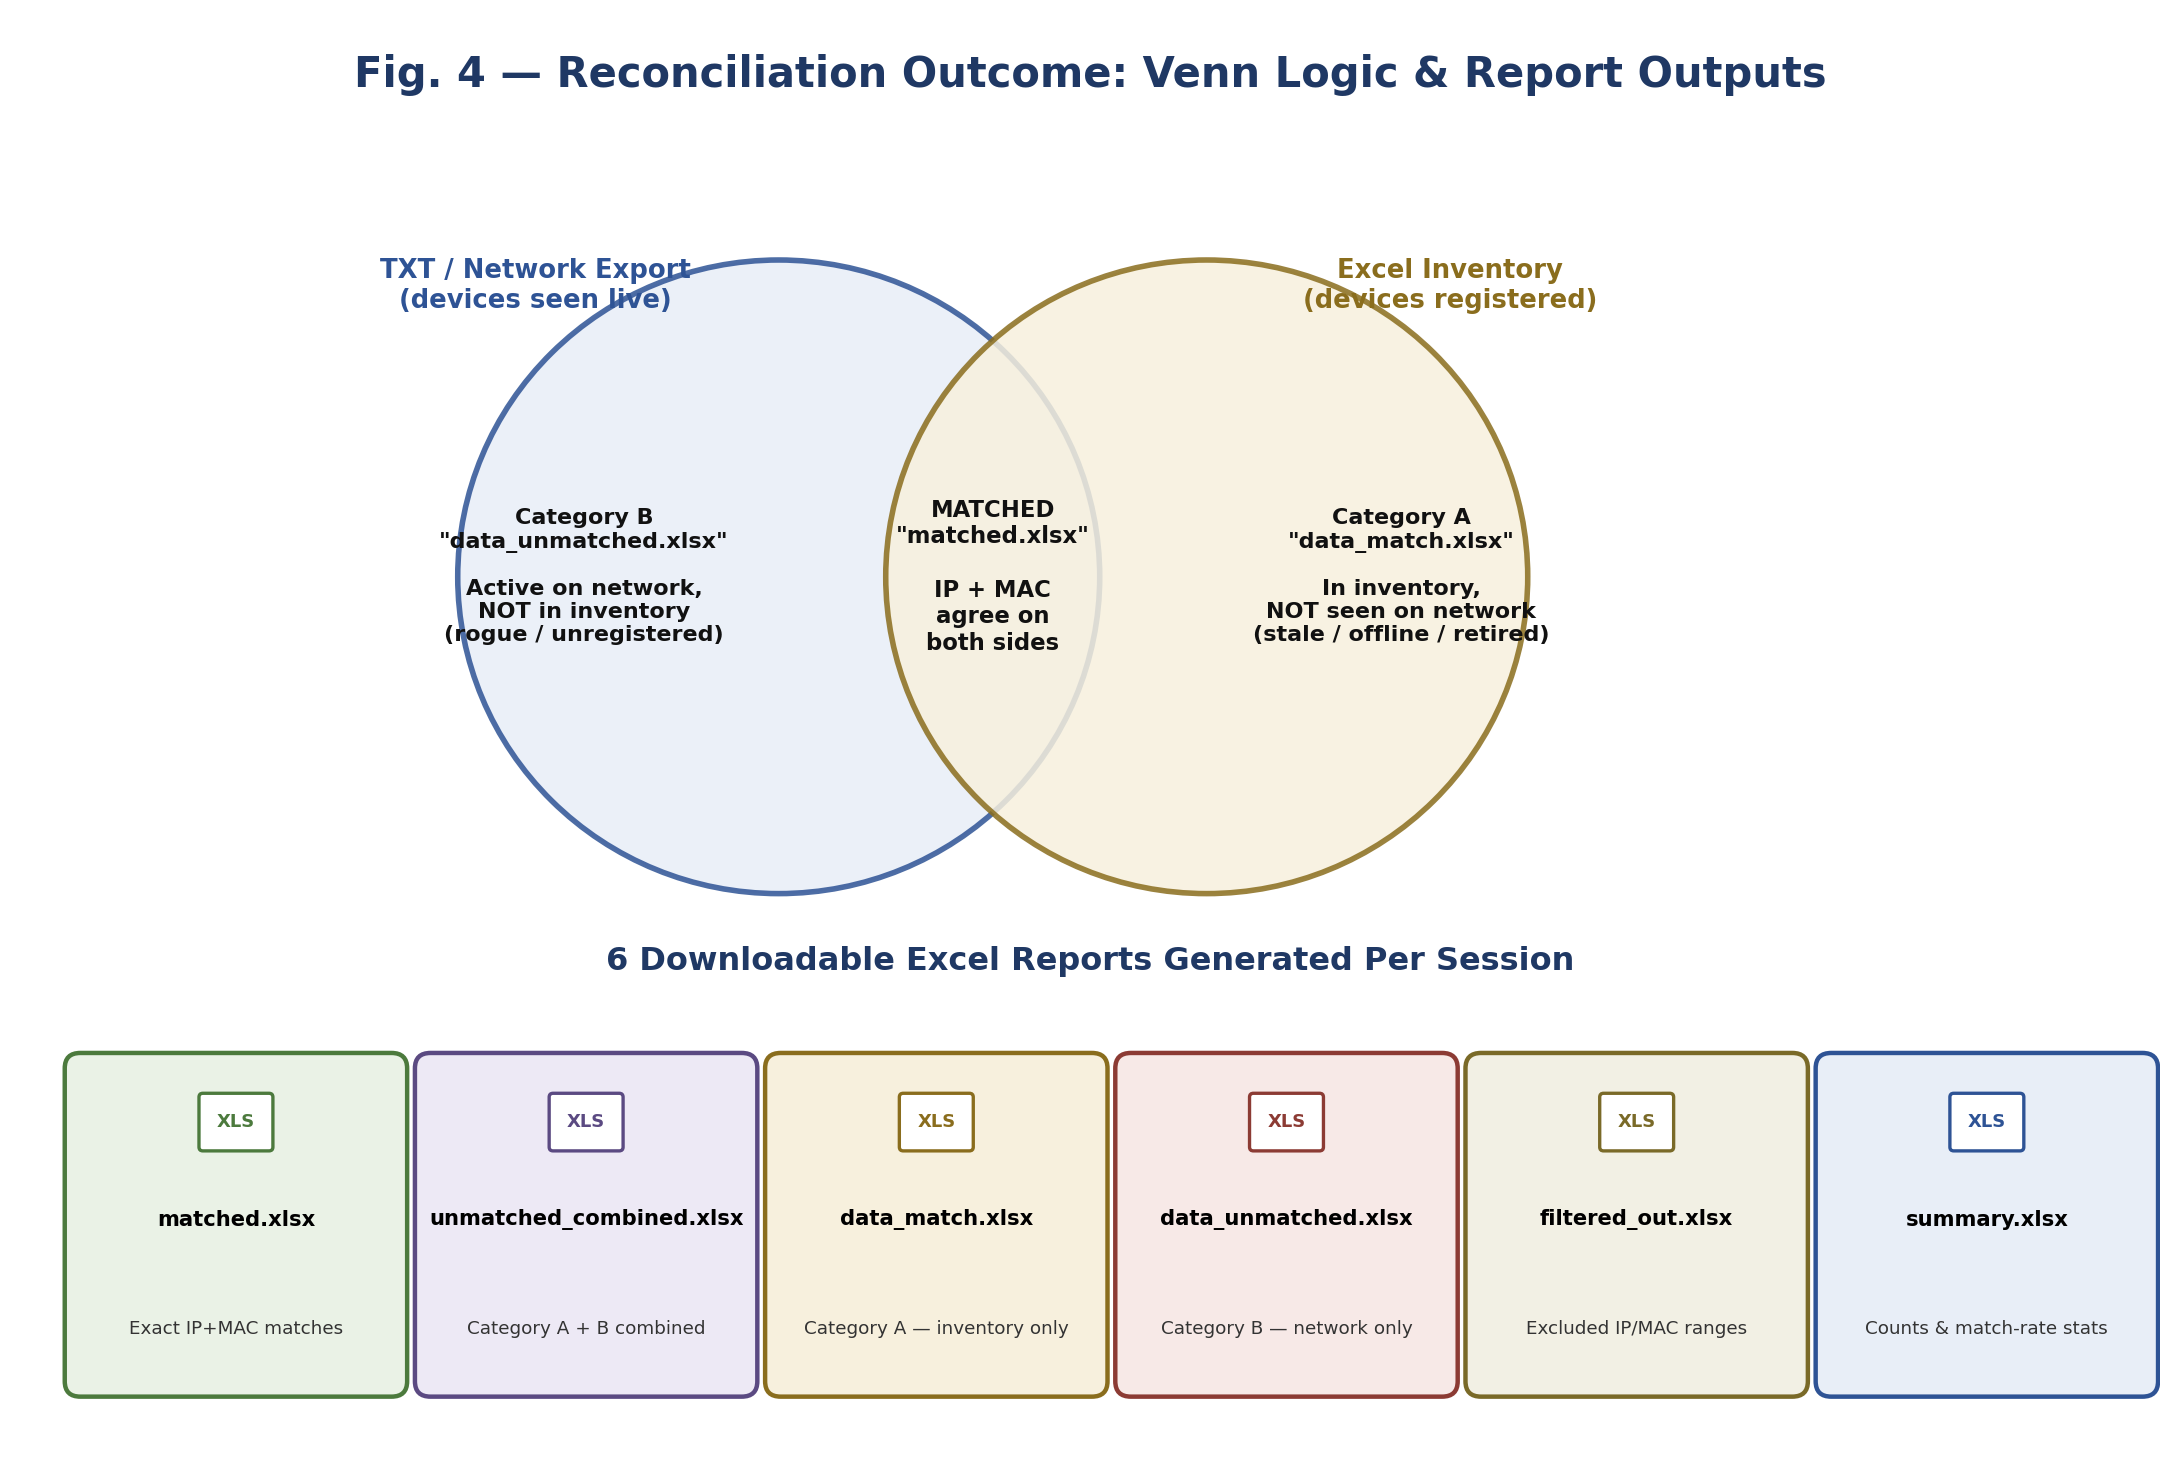 Fig. 4 — Reconciliation Outcome: Venn Logic & Report Outputs
TXT / Network Export
(devices seen live)
Excel Inventory
(devices registered)
Category B
"data_unmatched.xlsx"
Active on network,
NOT in inventory
(rogue / unregistered)
MATCHED
"matched.xlsx"
IP + MAC
agree on
both sides
Category A
"data_match.xlsx"
In inventory,
NOT seen on network
(stale / offline / retired)
6 Downloadable Excel Reports Generated Per Session
XLS
matched.xlsx
Exact IP+MAC matches
XLS
unmatched_combined.xlsx
Category A + B combined
XLS
data_match.xlsx
Category A — inventory only
XLS
data_unmatched.xlsx
Category B — network only
XLS
filtered_out.xlsx
Excluded IP/MAC ranges
XLS
summary.xlsx
Counts & match-rate stats